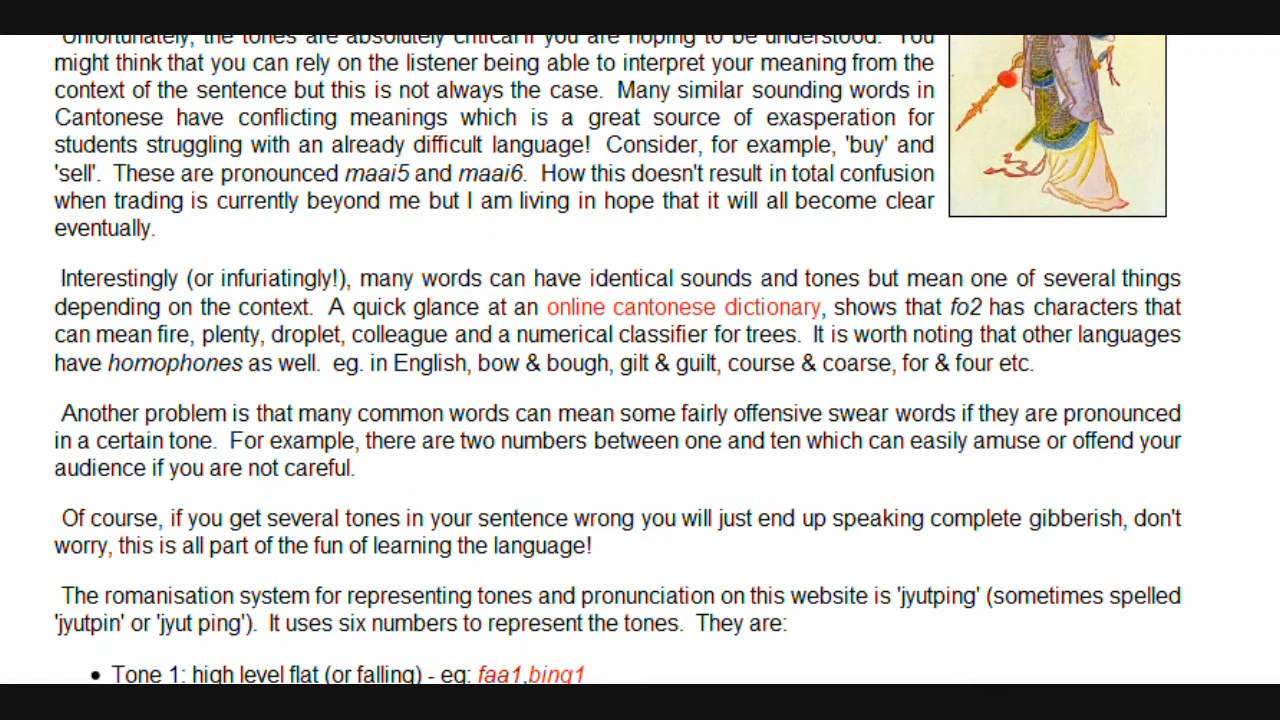 Unfortunately, the tones are absolutely critical if you are hoping to be understood. You
might think that you can rely on the listener being able to interpret your meaning from the
context of the sentence but this is not always the case. Many similar sounding words in
Cantonese have conflicting meanings which is a great source of exasperation for
students struggling with an already difficult language! Consider, for example, 'buy' and
'sell'. These are pronounced maai5 and maai6. How this doesn't result in total confusion
when trading is currently beyond me but I am living in hope that it will all become clear
eventually.
Interestingly (or infuriatingly!), many words can have identical sounds and tones but mean one of several things
depending on the context. A quick glance at an online cantonese dictionary, shows that fo2 has characters that
can mean fire, plenty, droplet, colleague and a numerical classifier for trees. It is worth noting that other languages
have homophones as well. eg. in English, bow & bough, gilt & guilt, course & coarse, for & four etc.
Another problem is that many common words can mean some fairly offensive swear words if they are pronounced
in a certain tone. For example, there are two numbers between one and ten which can easily amuse or offend your
audience if you are not careful.
Of course, if you get several tones in your sentence wrong you will just end up speaking complete gibberish, don't
worry, this is all part of the fun of learning the language!
The romanisation system for representing tones and pronunciation on this website is 'jyutping' (sometimes spelled
'jyutpin' or 'jyut ping'). It uses six numbers to represent the tones. They are:
• Tone 1: high level flat (or falling) - eg: faa1,bing1